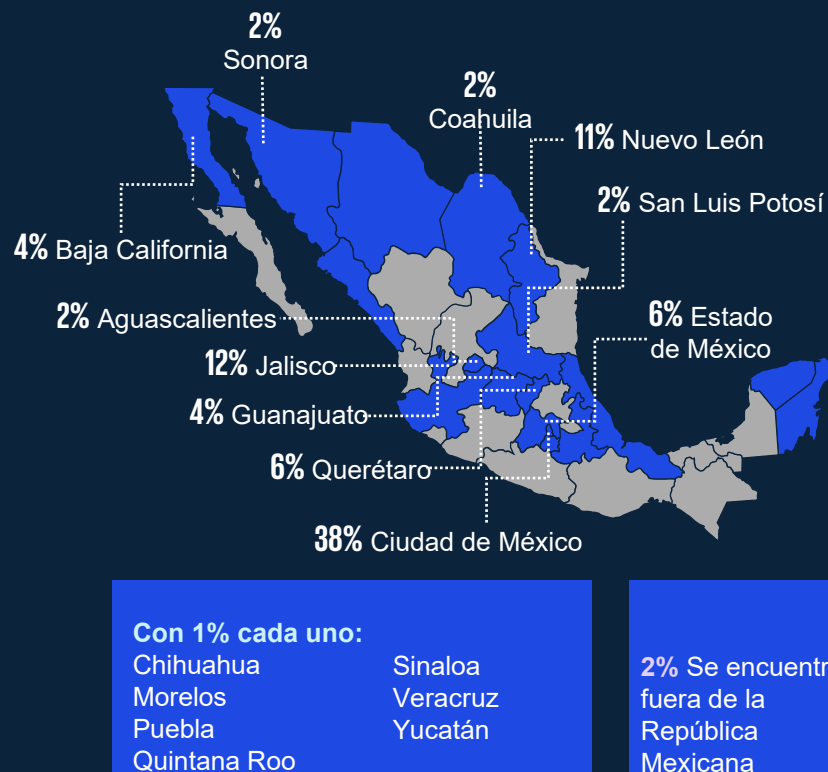 2%
Sonora
2%
Coahuila
11% Nuevo León
2% San Luis Potosí
4% Baja California
2% Aguascalientes
6% Estado
de México
12% Jalisco
4% Guanajuato
6% Querétaro
38% Ciudad de México
Con 1% cada uno:
Chihuahua
Morelos
Puebla
Quintana Roo
Sinaloa
Veracruz
Yucatán
2% Se
fuera de la
República
Mexicana